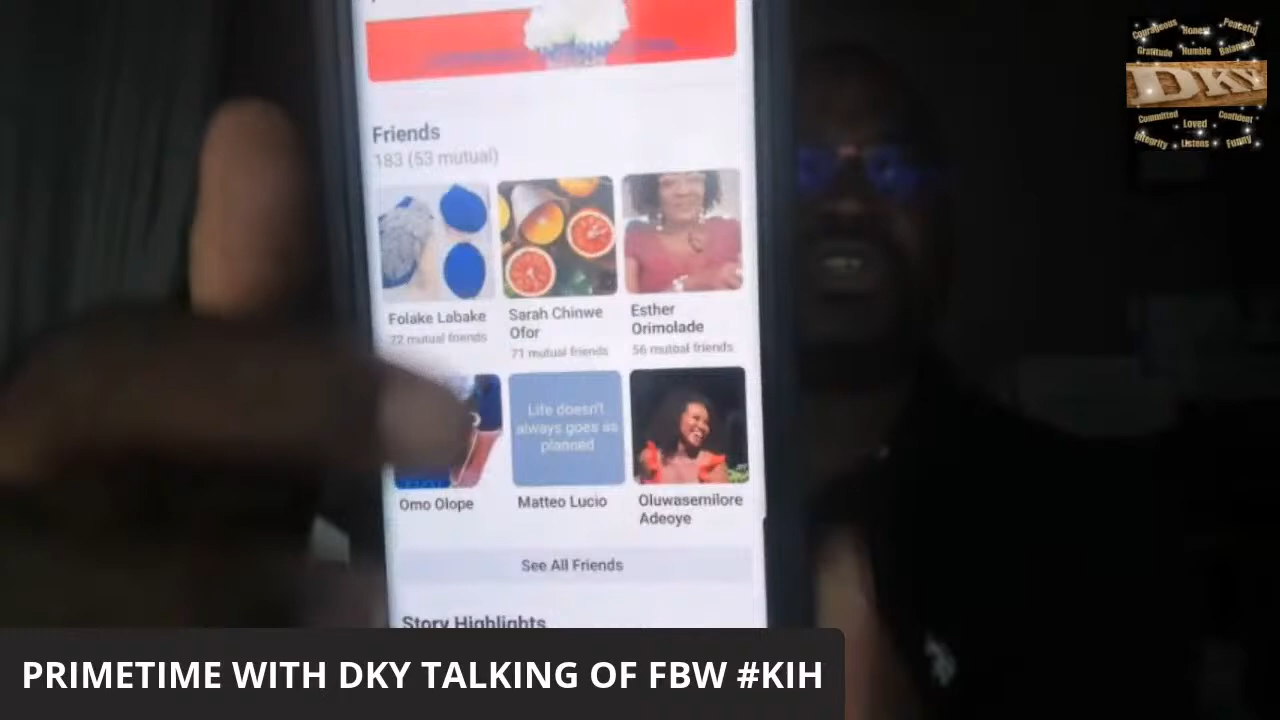 Friends
183 (53 mutual)
Folake Labake
72 mutual friends
Sarah Chinwe
Ofor
71 mutual friends
Esther
Orimolade
56 mutual friends
Omo Olope
Life doesn't
always goes as
planned
Matteo Lucio
Oluwasemilore
Adeoye
See All Friends
Story Highlights
PRIMETIME WITH DKY TALKING OF FBW #KIH
Courageous Honest Peaceful
Gratitude Humble Balanced
DKY
Committed Loved Confident
Integrity Listens Funny